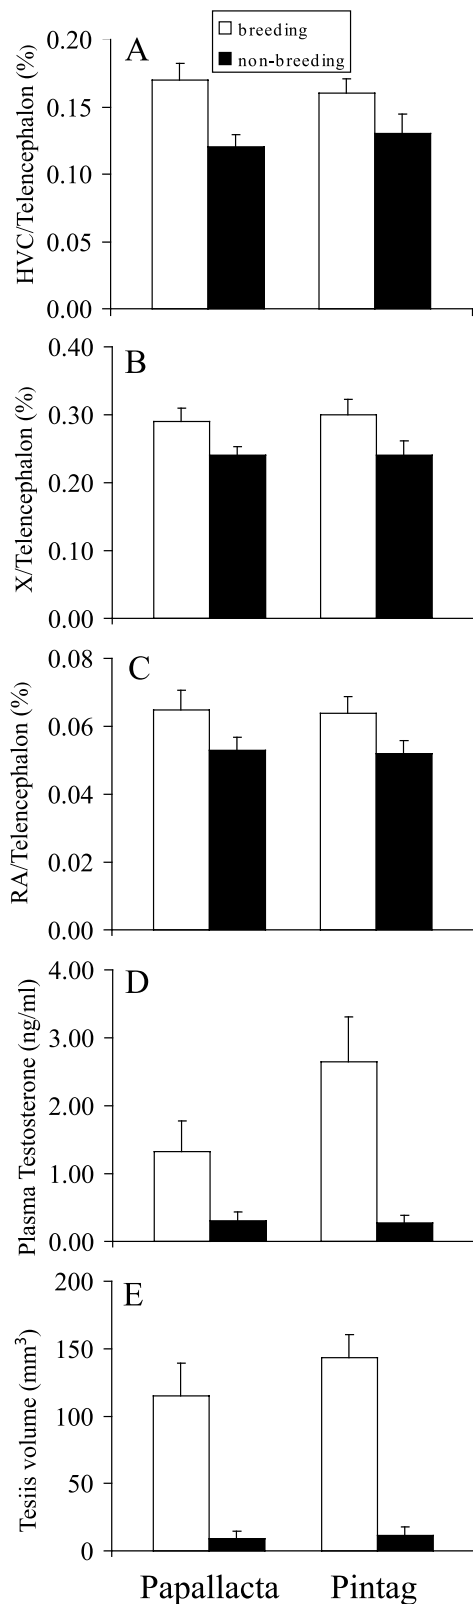 A
breeding
non-breeding
HVC/Telencephalon (%)
0.20
0.15
0.10
0.05
0.00
B
X/Telencephalon (%)
0.40
0.30
0.20
0.10
0.00
C
RA/Telencephalon (%)
0.08
0.06
0.04
0.02
0.00
D
Plasma Testosterone (ng/ml)
4.00
3.00
2.00
1.00
0.00
E
Tesiis volume (mm³)
200
150
100
50
0
Papallacta Pintag